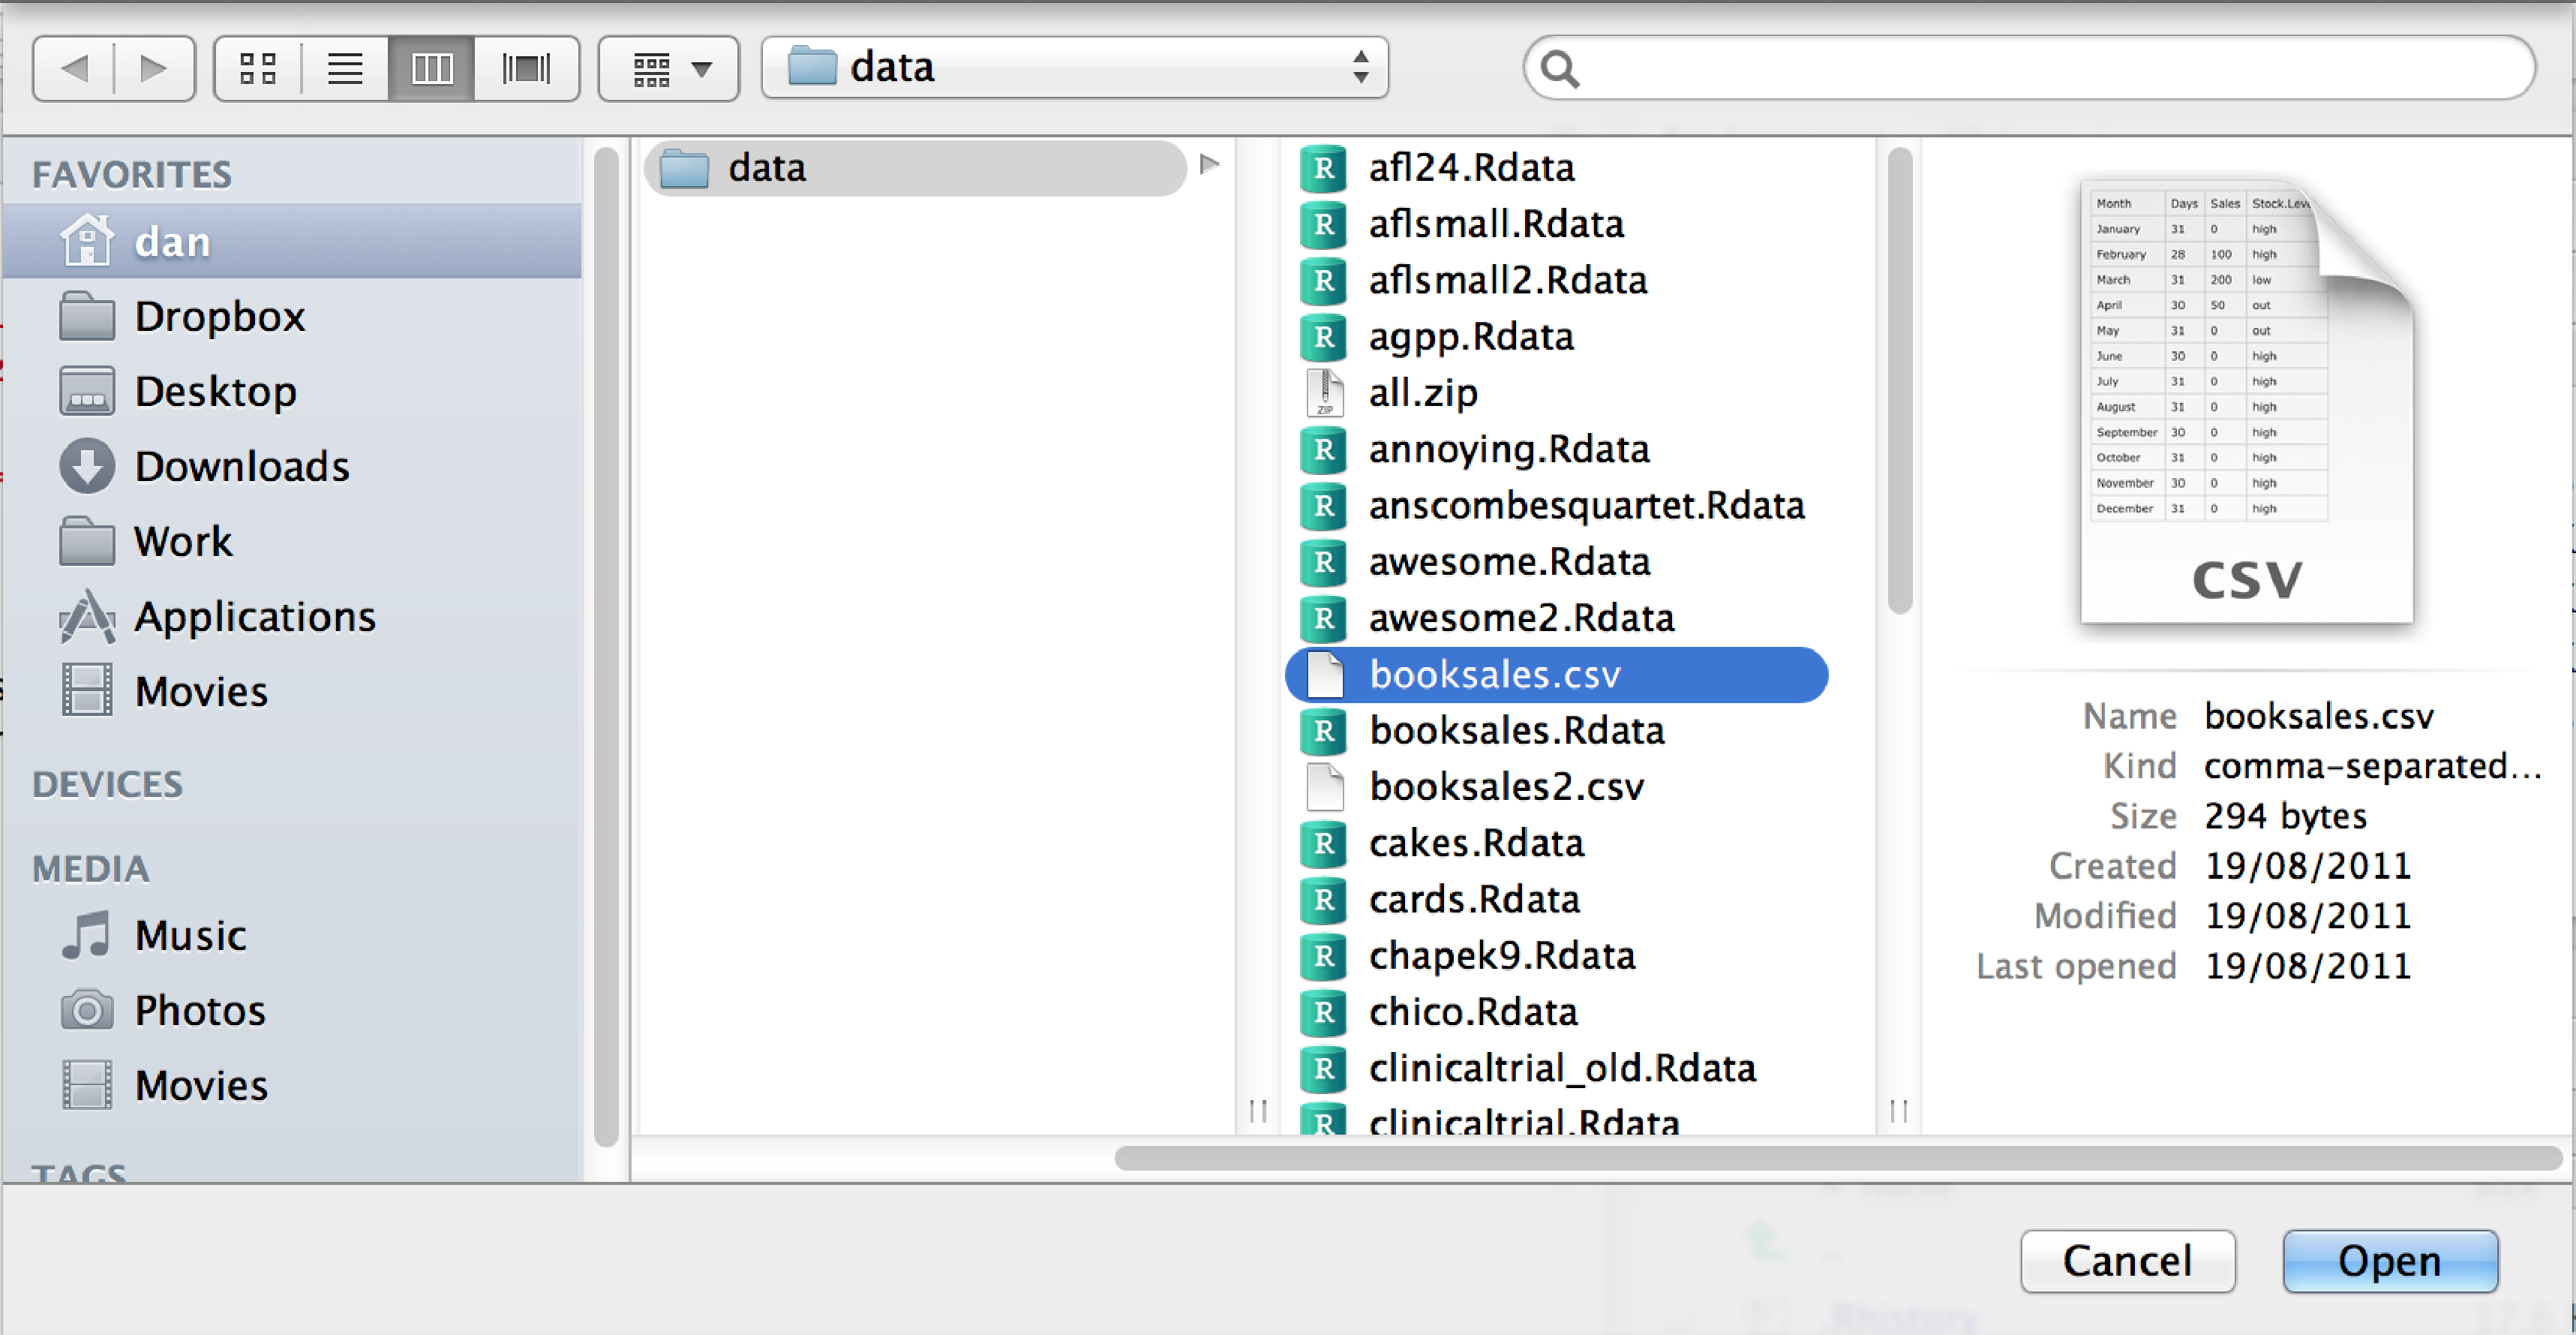 data
FAVORITES
dan
Dropbox
Desktop
Downloads
Work
Applications
Movies
DEVICES
MEDIA
Music
Photos
Movies
TAGS
data
R afl24.Rdata
R aflsmall.Rdata
R aflsmall2.Rdata
R agpp.Rdata
ZIP all.zip
R annoying.Rdata
R anscombesquartet.Rdata
R awesome.Rdata
R awesome2.Rdata
booksales.csv
R booksales.Rdata
booksales2.csv
R cakes.Rdata
R cards.Rdata
R chapek9.Rdata
R chico.Rdata
R clinicaltrial_old.Rdata
R clinicaltrial.Rdata
Month Days Sales Stock.Leve
January 31 0 high
February 28 100 high
March 31 200 low
April 30 50 out
May 31 0 out
June 30 0 high
July 31 0 high
August 31 0 high
September 30 0 high
October 31 0 high
November 30 0 high
December 31 0 high
CSV
Name booksales.csv
Kind comma-separated...
Size 294 bytes
Created 19/08/2011
Modified 19/08/2011
Last opened 19/08/2011
Cancel Open
.Rhistory